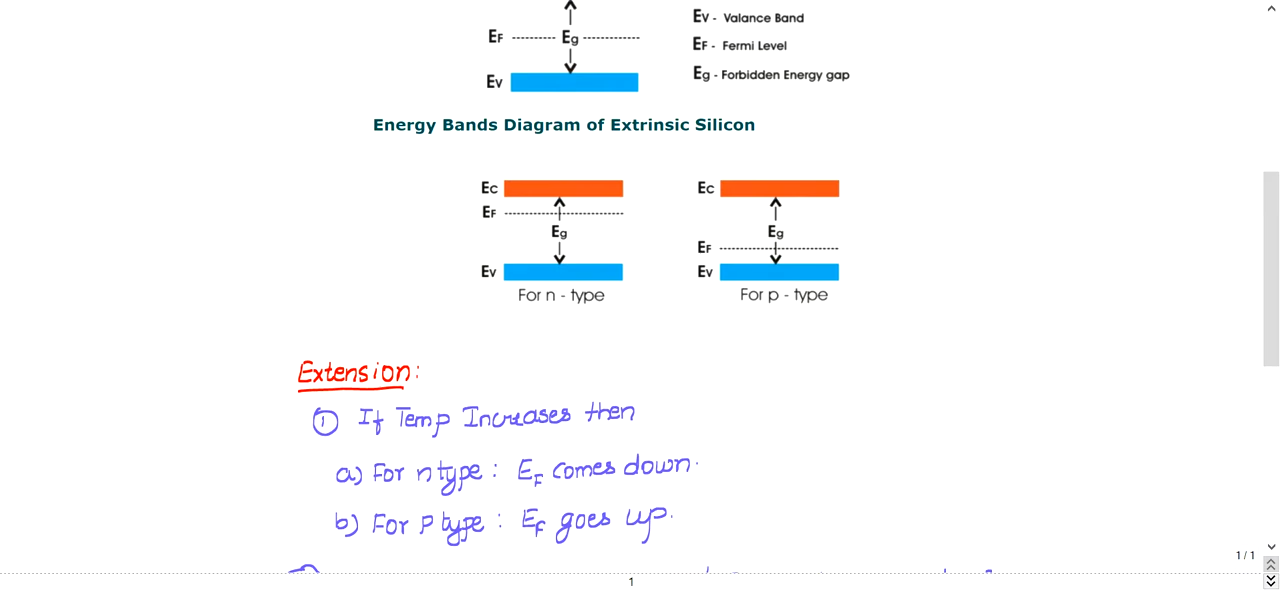 Ev - Valance Band
EF Eg EF - Fermi Level
Ev Eg - Forbidden Energy gap
Energy Bands Diagram of Extrinsic Silicon
Ec Ec
EF
Eg Eg
EF
Ev Ev
For n - type For p - type
Extension:
① If Temp Increases then
a) For n type : EF comes down.
b) For P type : EF goes up.
1 / 1
1